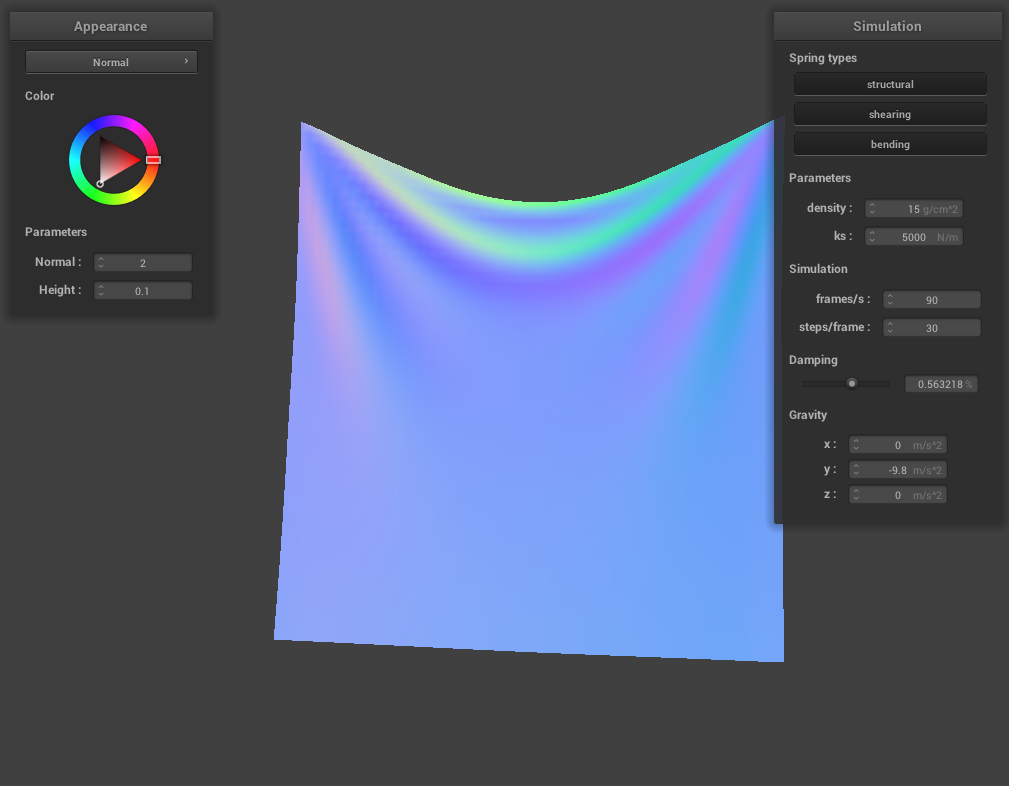 Appearance
Normal
Color
Parameters
Normal : 2
Height : 0.1
Simulation
Spring types
structural
shearing
bending
Parameters
density : 15 g/cm^2
ks : 5000 N/m
Simulation
frames/s : 90
steps/frame : 30
Damping
0.563218 %
Gravity
x : 0 m/s^2
y : -9.8 m/s^2
z : 0 m/s^2